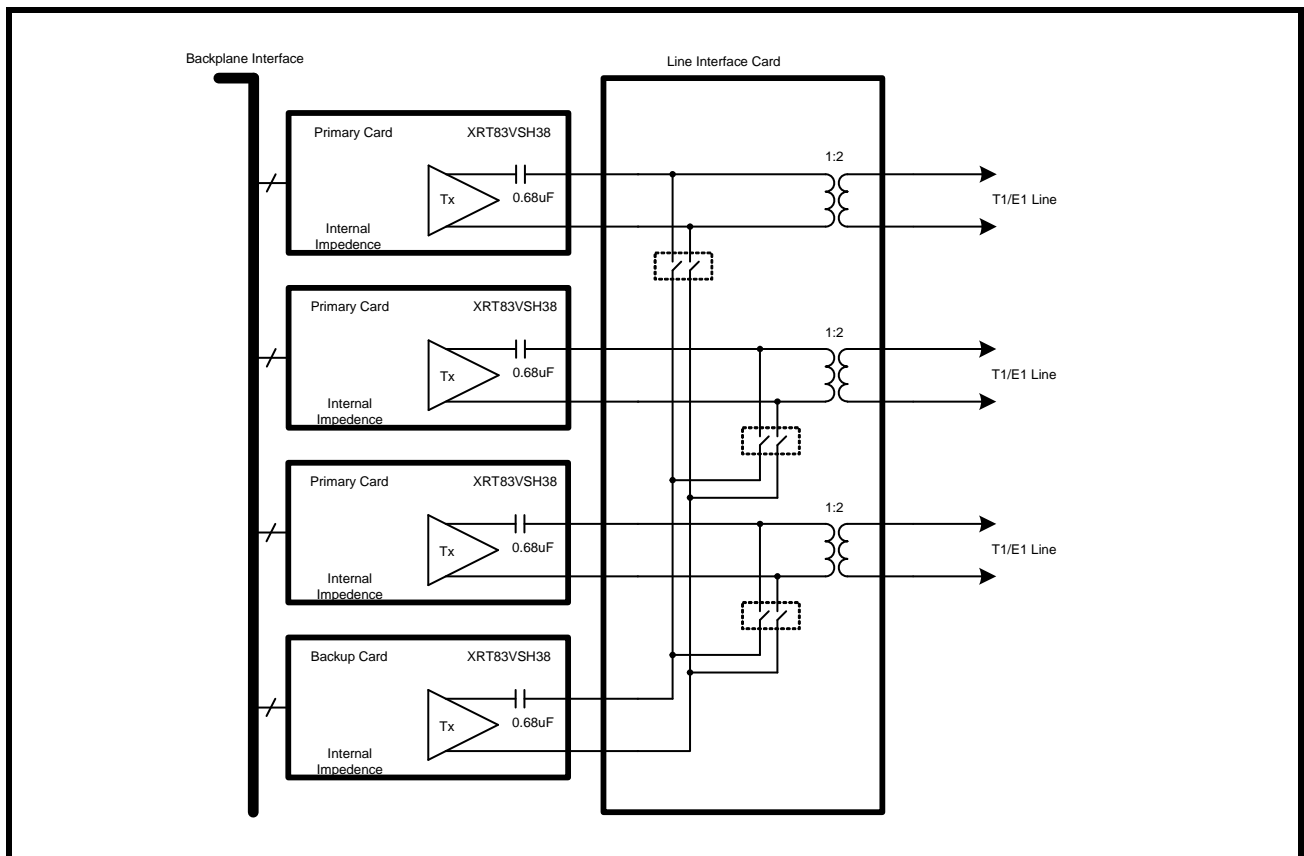 Backplane Interface
Line Interface Card
Primary Card XRT83VSH38
Tx
0.68uF
Internal
Impedence
1:2
T1/E1 Line
Primary Card XRT83VSH38
Tx
0.68uF
Internal
Impedence
1:2
T1/E1 Line
Primary Card XRT83VSH38
Tx
0.68uF
Internal
Impedence
1:2
T1/E1 Line
Backup Card XRT83VSH38
Tx
0.68uF
Internal
Impedence